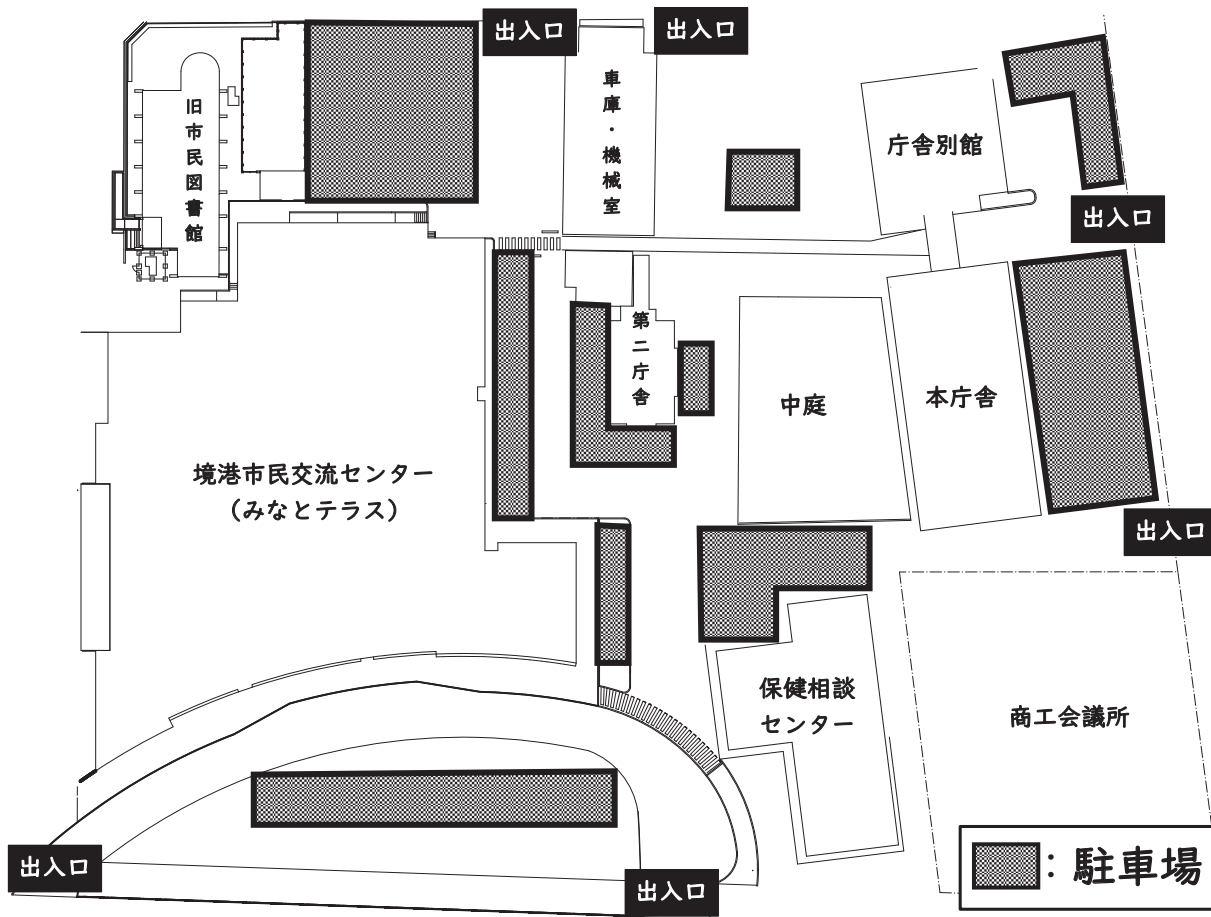 出入口
出入口
車庫・機械室
旧市民図書館
庁舎別館
出入口
第二庁舎
中庭
本庁舎
境港市民交流センター
（みなとテラス）
出入口
保健相談
センター
商工会議所
出入口
出入口
：駐車場